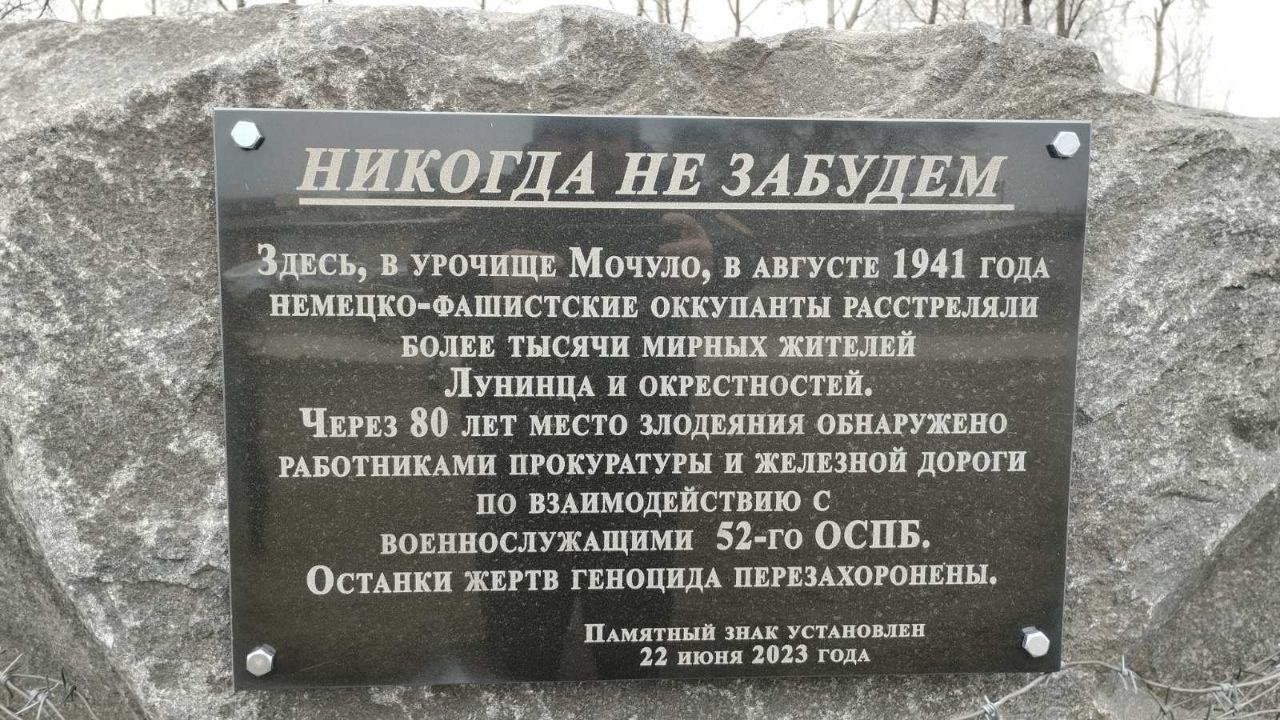 НИКОГДА НЕ ЗАБУДЕМ
Здесь, в урочище Мочуло, в августе 1941 года
немецко-фашистские оккупанты расстреляли
более тысячи мирных жителей
Лунинца и окрестностей.
Через 80 лет место злодеяния обнаружено
работниками прокуратуры и железной дороги
по взаимодействию с
военнослужащими 52-го ОСПБ.
Останки жертв геноцида перезахоронены.
Памятный знак установлен
22 июня 2023 года